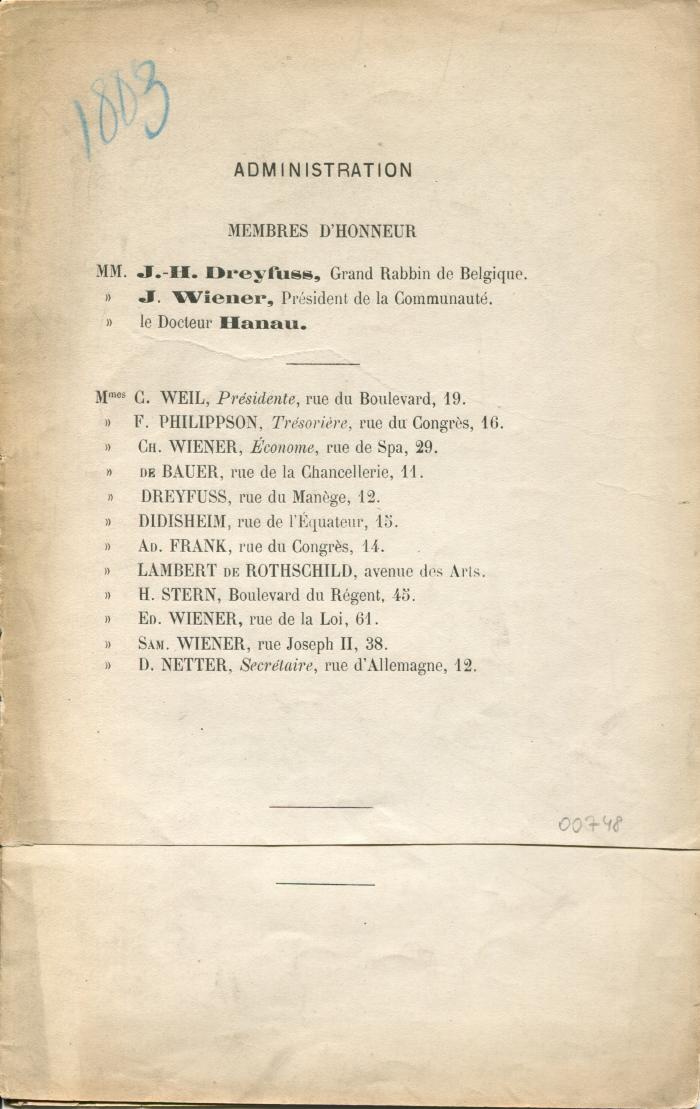 1883
ADMINISTRATION
MEMBRES D'HONNEUR
MM. J.-H. Dreyfuss, Grand Rabbin de Belgique.
» J. Wiener, Président de la Communauté.
» le Docteur Hanau.
Mmes C. WEIL, Présidente, rue du Boulevard, 19.
» F. PHILIPPSON, Trésorière, rue du Congrès, 16.
» CH. WIENER, Économe, rue de Spa, 29.
» DE BAUER, rue de la Chancellerie, 11.
» DREYFUSS, rue du Manège, 12.
» DIDISHEIM, rue de l'Équateur, 15.
» AD. FRANK, rue du Congrès, 14.
» LAMBERT DE ROTHSCHILD, avenue des Arts.
» H. STERN, Boulevard du Régent, 45.
» ED. WIENER, rue de la Loi, 61.
» SAM. WIENER, rue Joseph II, 38.
» D. NETTER, Secrétaire, rue d'Allemagne, 12.
00748